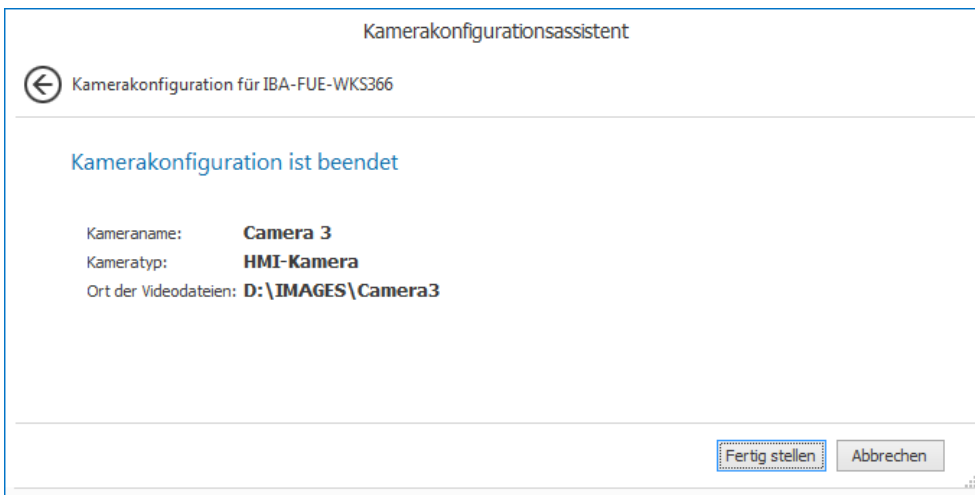 Kamerakonfigurationsassistent
Kamerakonfiguration für IBA-FUE-WKS366
Kamerakonfiguration ist beendet
Kameraname: Camera 3
Kameratyp: HMI-Kamera
Ort der Videodateien: D:\IMAGES\Camera3
Fertig stellen Abbrechen